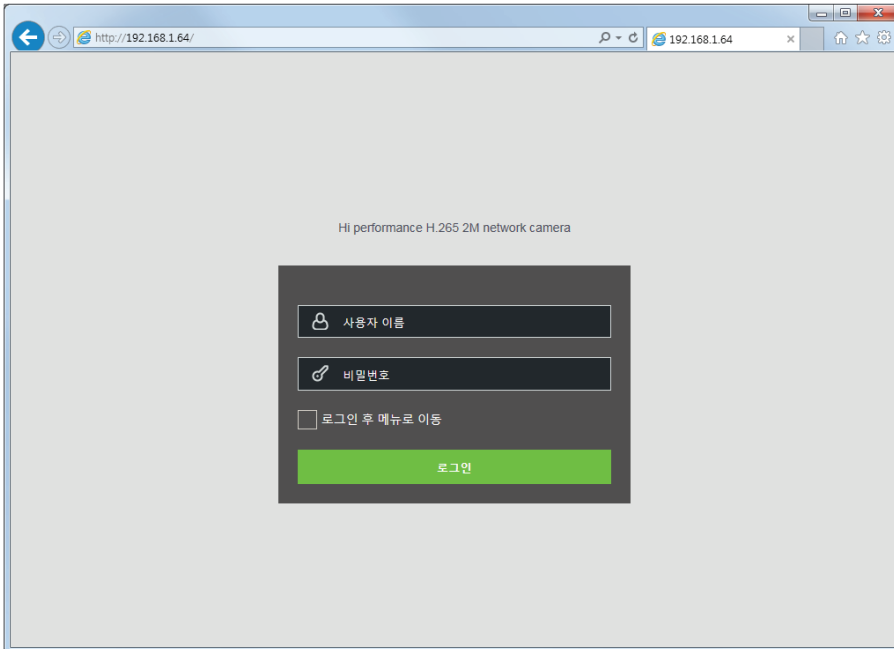 http://192.168.1.64/
192.168.1.64
Hi performance H.265 2M network camera
사용자 이름
비밀번호
로그인 후 메뉴로 이동
로그인